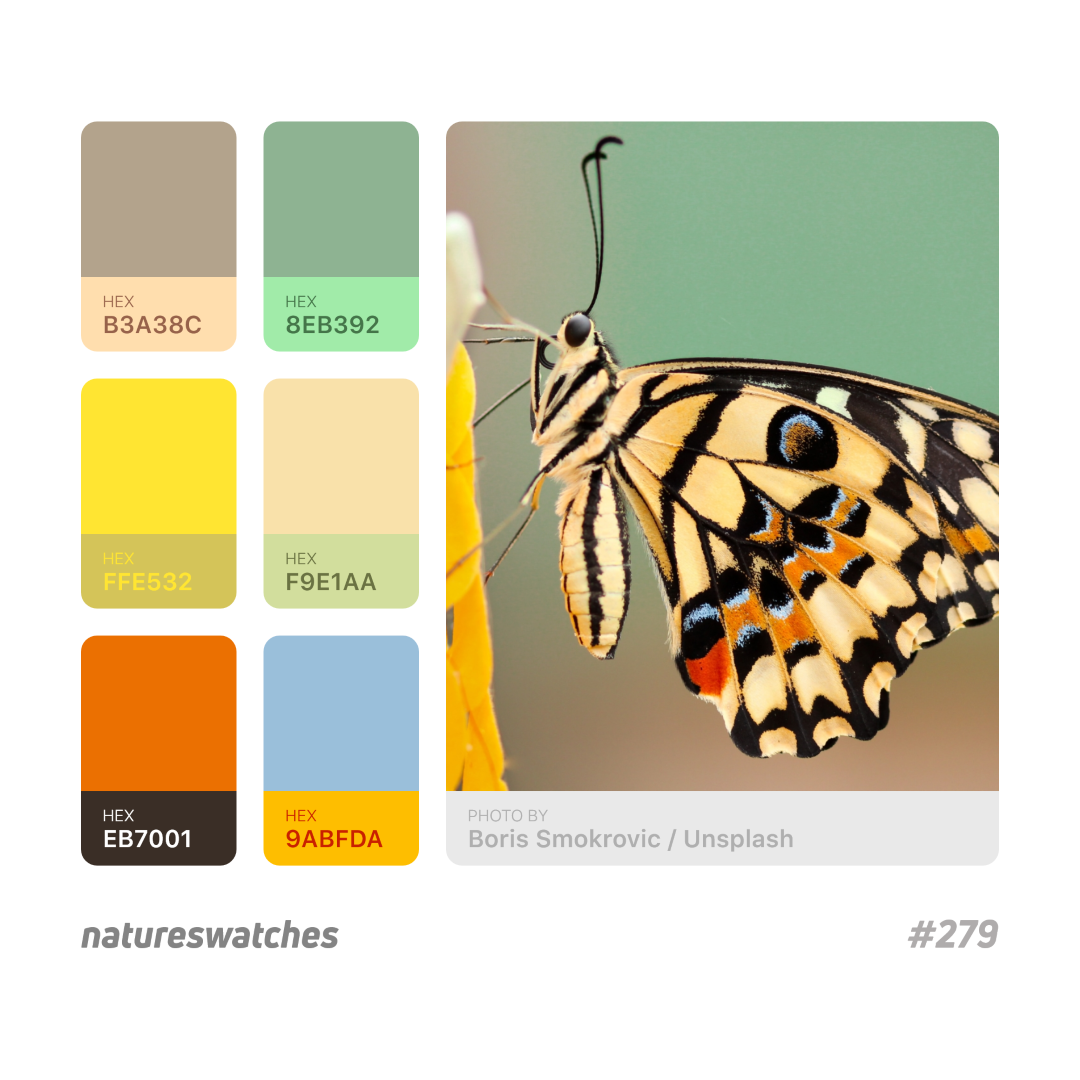 HEX
B3A38C
HEX
8EB392
HEX
FFE532
HEX
F9E1AA
HEX
EB7001
HEX
9ABFDA
PHOTO BY
Boris Smokrovic / Unsplash
natureswatches
#279